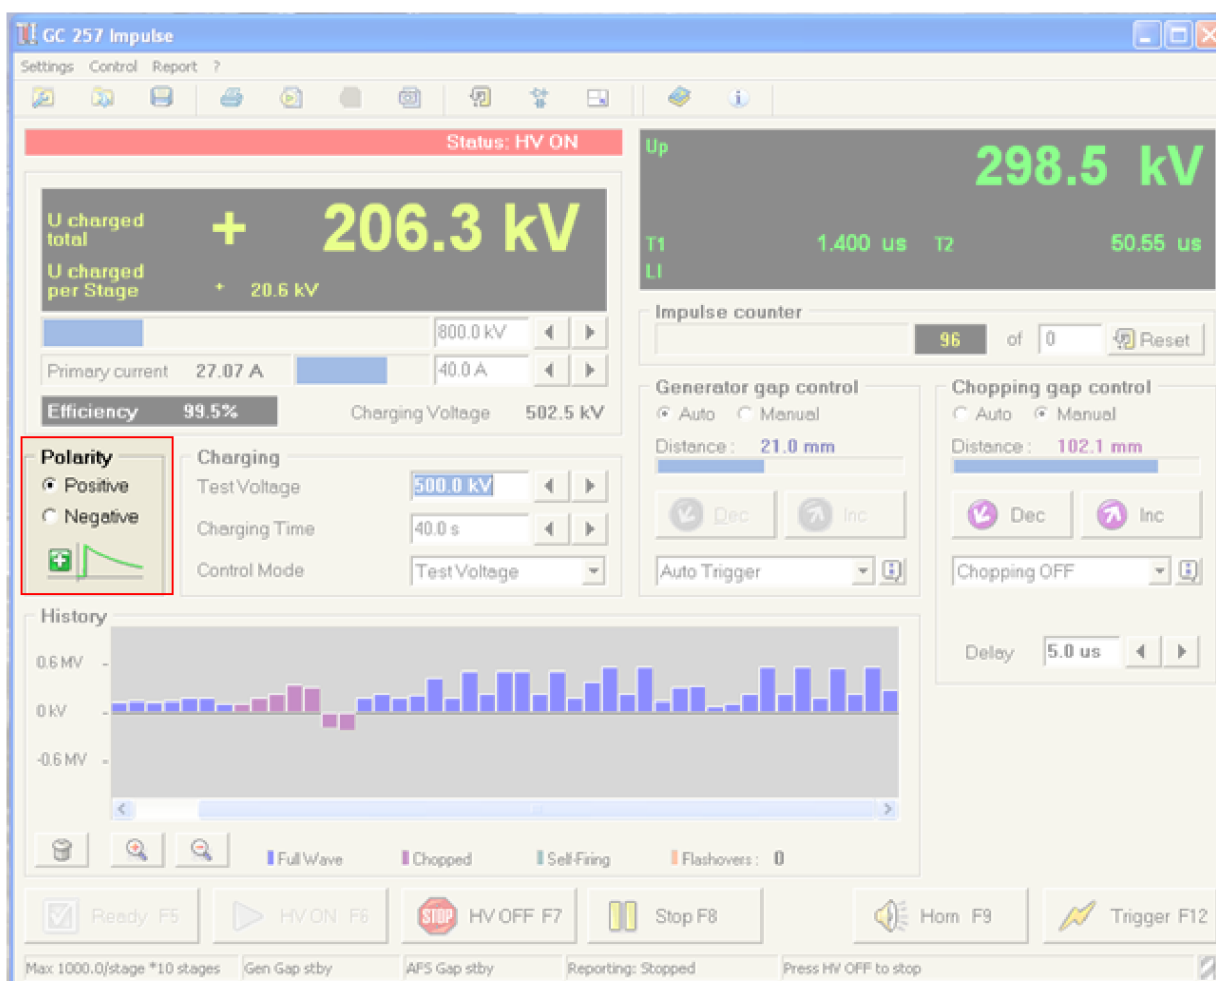 GC 257 Impulse
Settings Control Report ?
Status: HV ON
U charged total + 206.3 kV
U charged per Stage + 20.6 kV
800.0 kV
Primary current 27.07 A 40.0 A
Efficiency 99.5% Charging Voltage 502.5 kV
Up 298.5 kV
T1 1.400 us T2 50.55 us
LI
Impulse counter
96 of 0 Reset
Polarity
Positive
Negative
Charging
Test Voltage 500.0 kV
Charging Time 40.0 s
Control Mode Test Voltage
Generator gap control
Auto Manual
Distance : 21.0 mm
Dec Inc
Auto Trigger
Chopping gap control
Auto Manual
Distance : 102.1 mm
Dec Inc
Chopping OFF
Delay 5.0 us
History
0.6 MV
0 kV
-0.6 MV
Full Wave Chopped Self-Firing Flashovers : 0
Ready F5 HV ON F6 STOP HV OFF F7 Stop F8 Horn F9 Trigger F12
Max 1000.0/stage *10 stages Gen Gap stby AFS Gap stby Reporting: Stopped Press HV OFF to stop